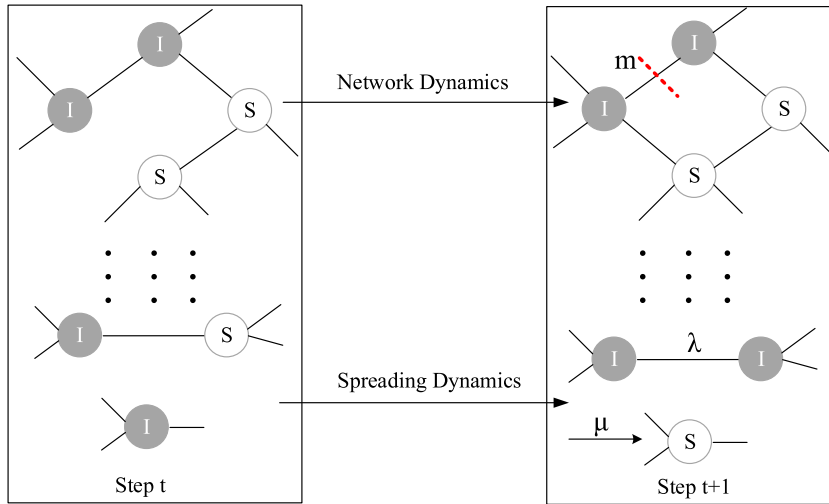 I
I
S
S
I
S
I
Step t
Network Dynamics
Spreading Dynamics
I
m
I
S
S
I
λ
I
μ
S
Step t+1